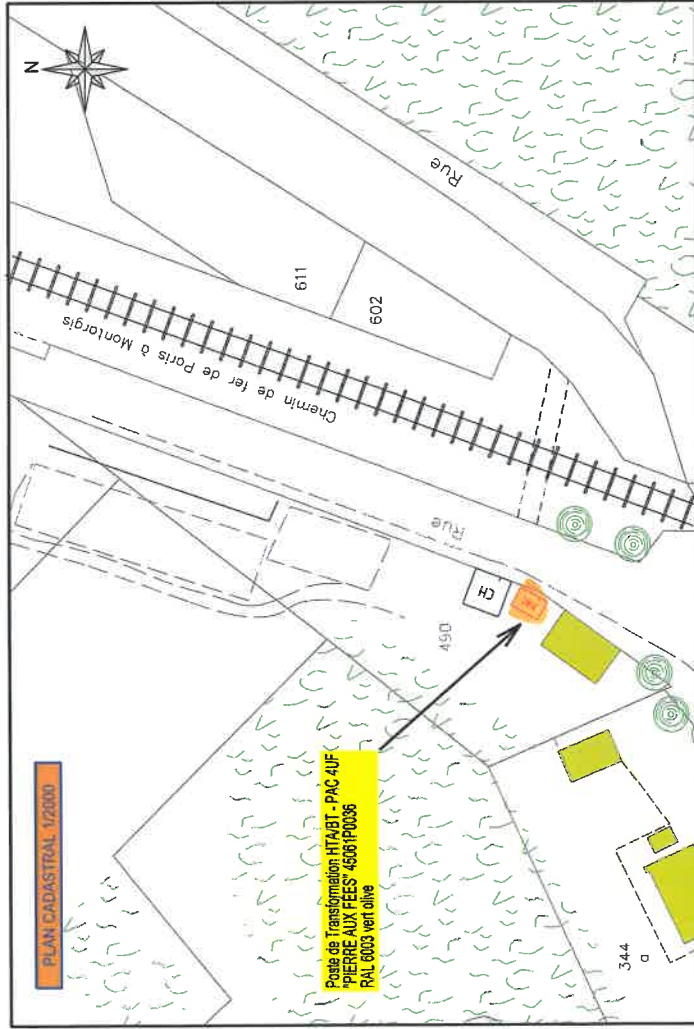 PLAN CADASTRAL 1/2000
N
Rue
611
602
Chemin de fer de Paris à Montargis
Rue
CH
490
PAC
Poste de Transformation HTA/BT - PAC 4UF
"PIERRE AUX FEES" 45061P0036
RAL 6003 vert olive
344
a